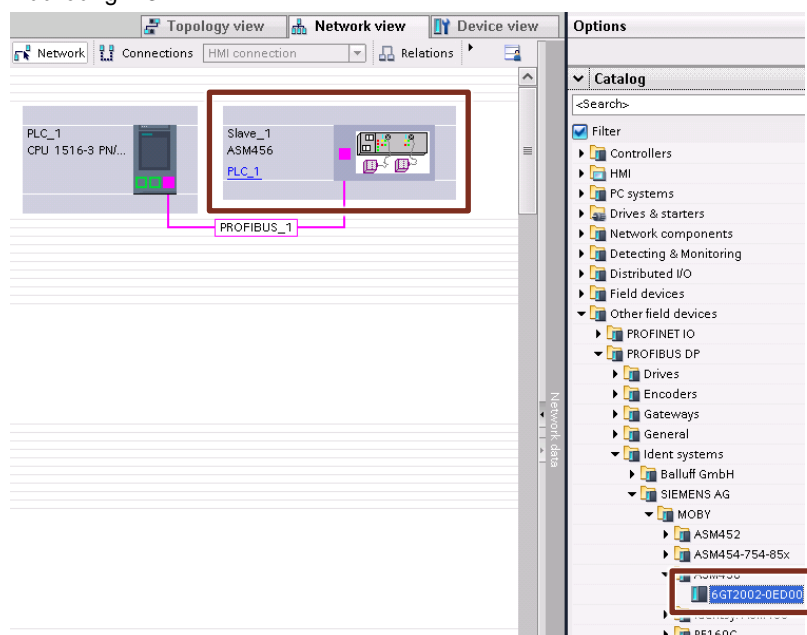 Topology view
Network view
Device view
Options
Network
Connections
HMI connection
Relations
Catalog
<Search>
Filter
PLC_1
CPU 1516-3 PN/...
Slave_1
ASM456
PLC_1
PROFIBUS_1
Network data
Controllers
HMI
PC systems
Drives & starters
Network components
Detecting & Monitoring
Distributed I/O
Field devices
Other field devices
PROFINET IO
PROFIBUS DP
Drives
Encoders
Gateways
General
Ident systems
Balluff GmbH
SIEMENS AG
MOBY
ASM452
ASM454-754-85x
ASM456
6GT2002-0ED00